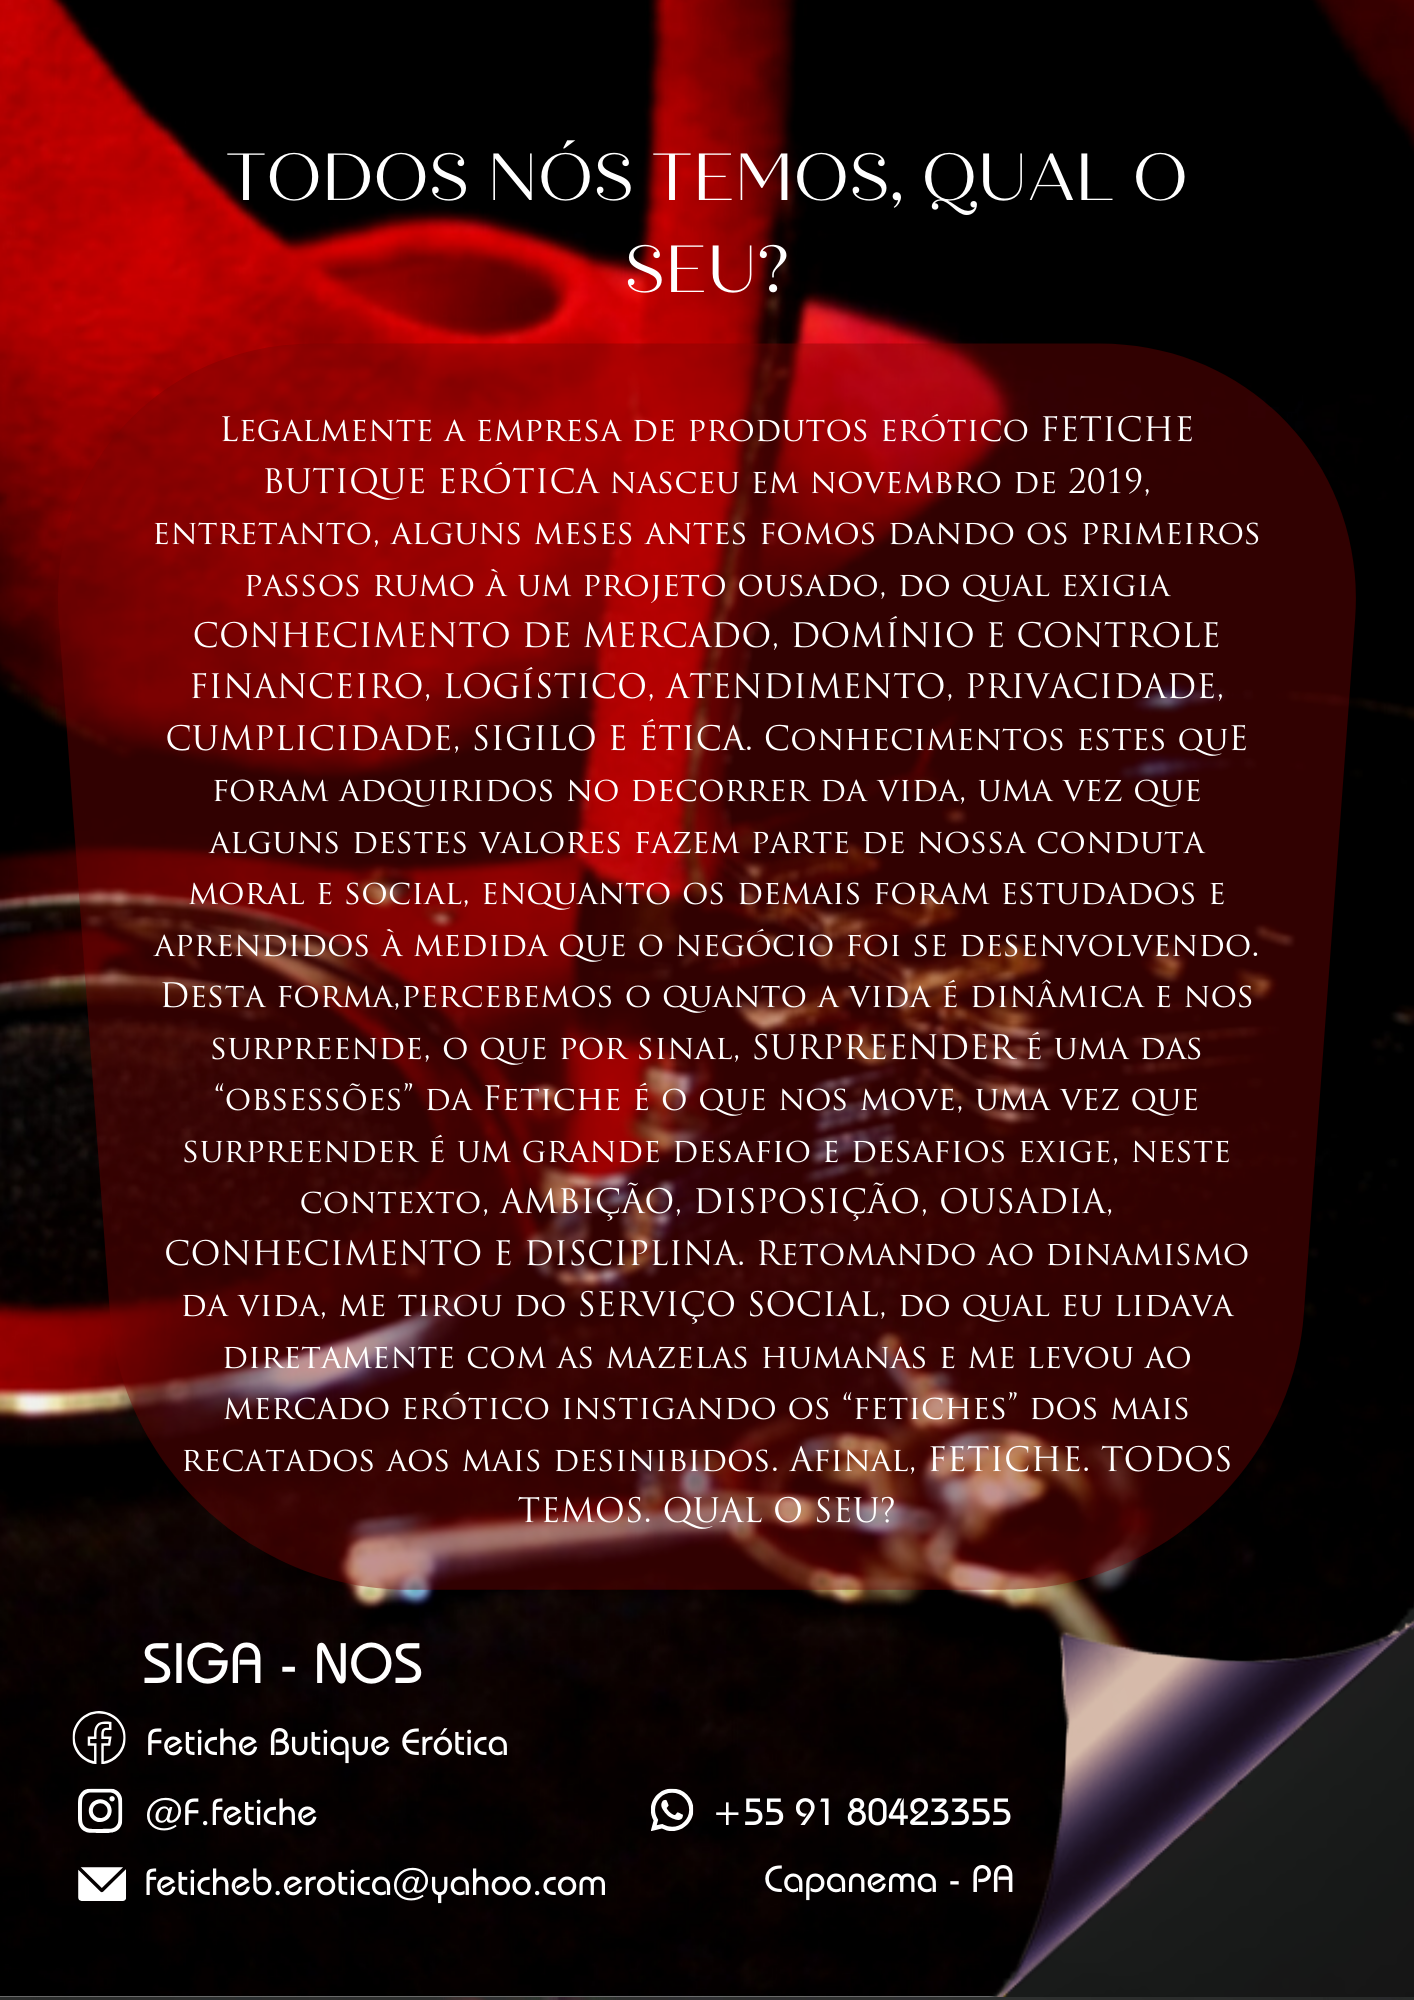 TODOS NÓS TEMOS, QUAL O
SEU?
Legalmente a empresa de produtos erótico FETICHE
BUTIQUE ERÓTICA nasceu em novembro de 2019,
entretanto, alguns meses antes fomos dando os primeiros
passos rumo à um projeto ousado, do qual exigia
CONHECIMENTO DE MERCADO, DOMÍNIO E CONTROLE
FINANCEIRO, LOGÍSTICO, ATENDIMENTO, PRIVACIDADE,
CUMPLICIDADE, SIGILO E ÉTICA. Conhecimentos estes quE
foram adquiridos no decorrer da vida, uma vez que
alguns destes valores fazem parte de nossa conduta
moral e social, enquanto os demais foram estudados e
aprendidos à medida que o negócio foi se desenvolvendo.
Desta forma,percebemos o quanto a vida é dinâmica e nos
surpreende, o que por sinal, SURPREENDER é uma das
“obsessões” da Fetiche é o que nos move, uma vez que
surpreender é um grande desafio e desafios exige, neste
contexto, AMBIÇÃO, DISPOSIÇÃO, OUSADIA,
CONHECIMENTO E DISCIPLINA. Retomando ao dinamismo
da vida, me tirou do SERVIÇO SOCIAL, do qual eu lidava
diretamente com as mazelas humanas e me levou ao
mercado erótico instigando os “fetiches” dos mais
recatados aos mais desinibidos. Afinal, FETICHE. TODOS
TEMOS. QUAL O SEU?
SIGA - NOS
Fetiche Butique Erótica
@F.fetiche
+55 91 80423355
feticheb.erotica@yahoo.com
Capanema - PA